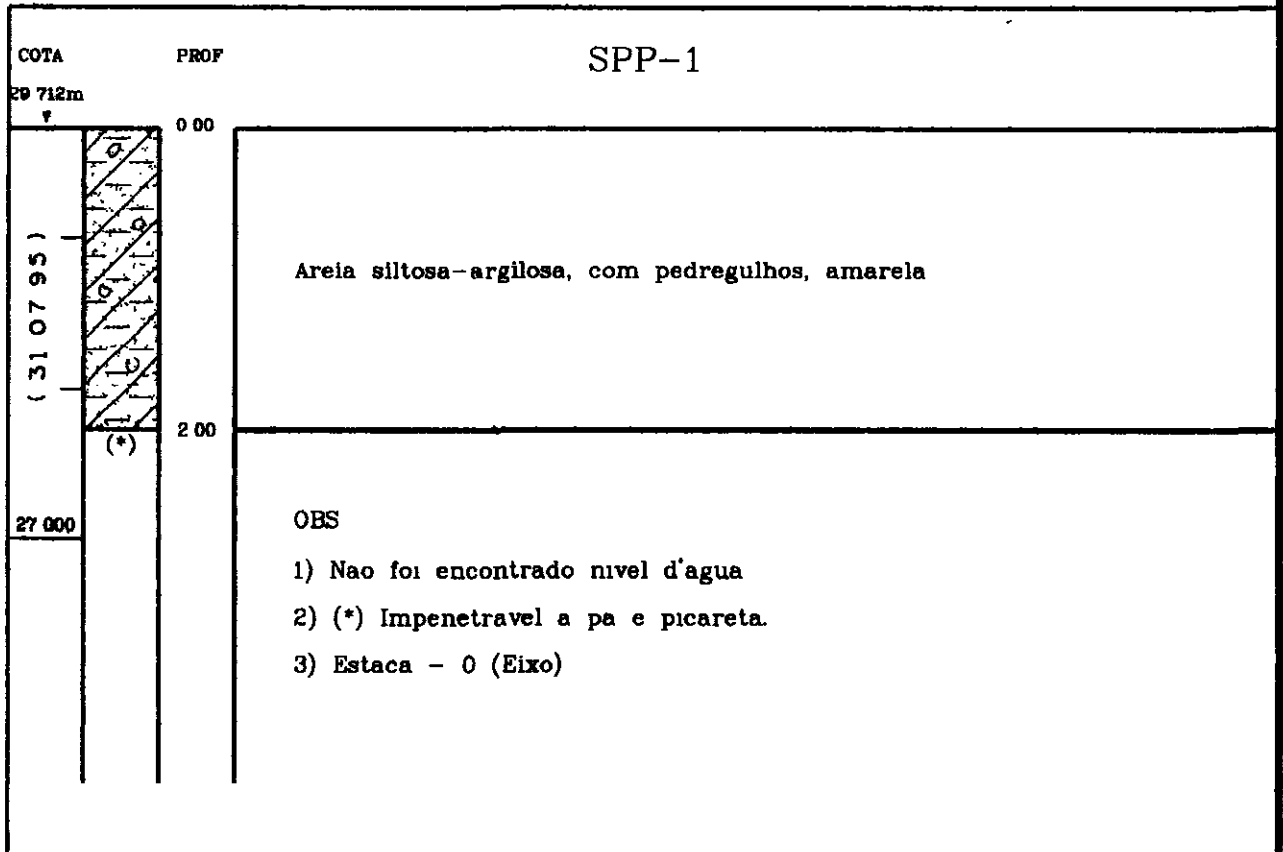 SPP-1
COTA
PROF
29 712m
0 00
( 31 07 95 )
Areia siltosa-argilosa, com pedregulhos, amarela
2 00
(*)
27 000
OBS
1) Nao foi encontrado nivel d'agua
2) (*) Impenetravel a pa e picareta.
3) Estaca - 0 (Eixo)